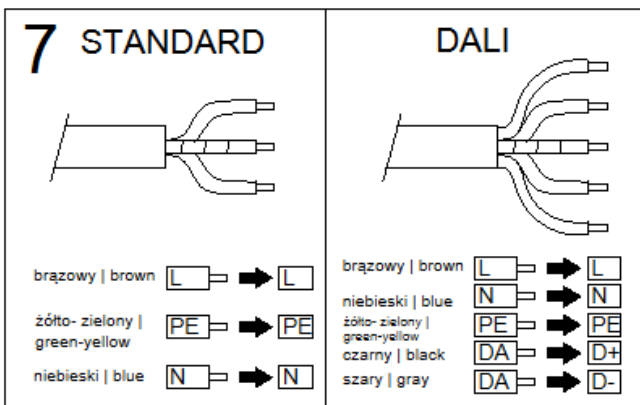 7 STANDARD
brązowy | brown L L
żółto- zielony |
green-yellow PE PE
niebieski | blue N N
DALI
brązowy | brown L L
niebieski | blue N N
żółto- zielony |
green-yellow PE PE
czarny | black DA D+
szary | gray DA D-